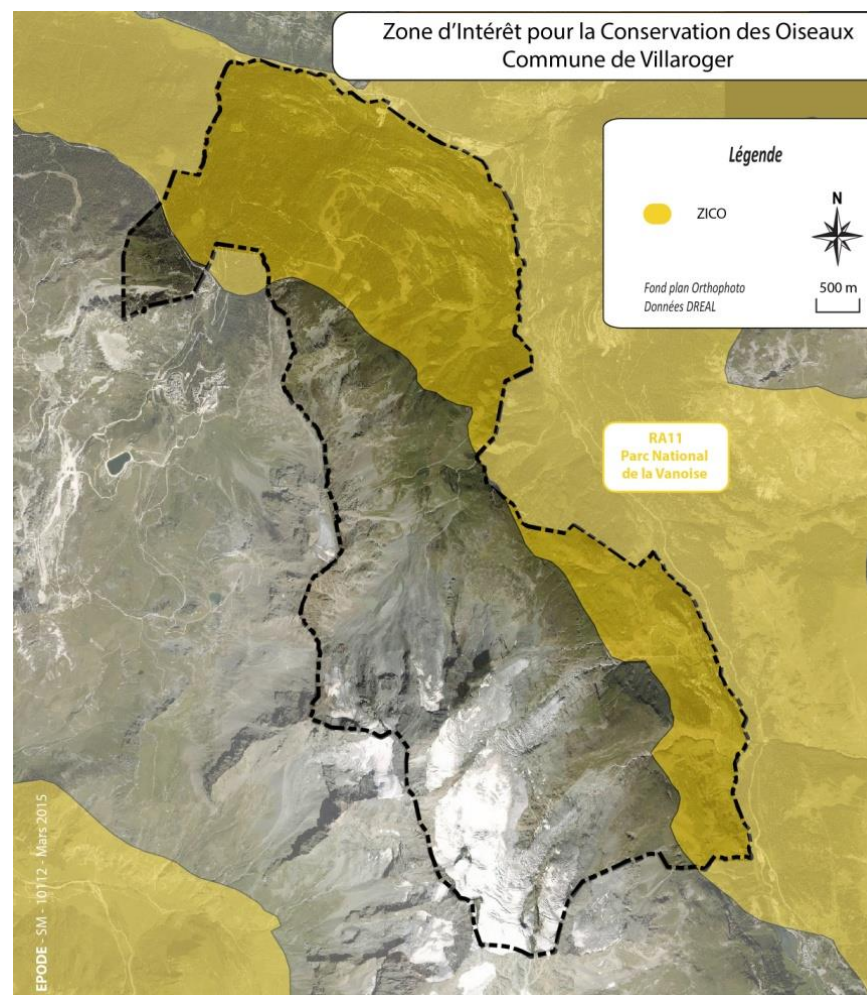 Zone d'Intérêt pour la Conservation des Oiseaux
Commune de Villaroger
Légende
ZICO
N
Fond plan Orthophoto
Données DREAL
500 m
RA11
Parc National
de la Vanoise
EPODE - SM - 10112 - Mars 2015